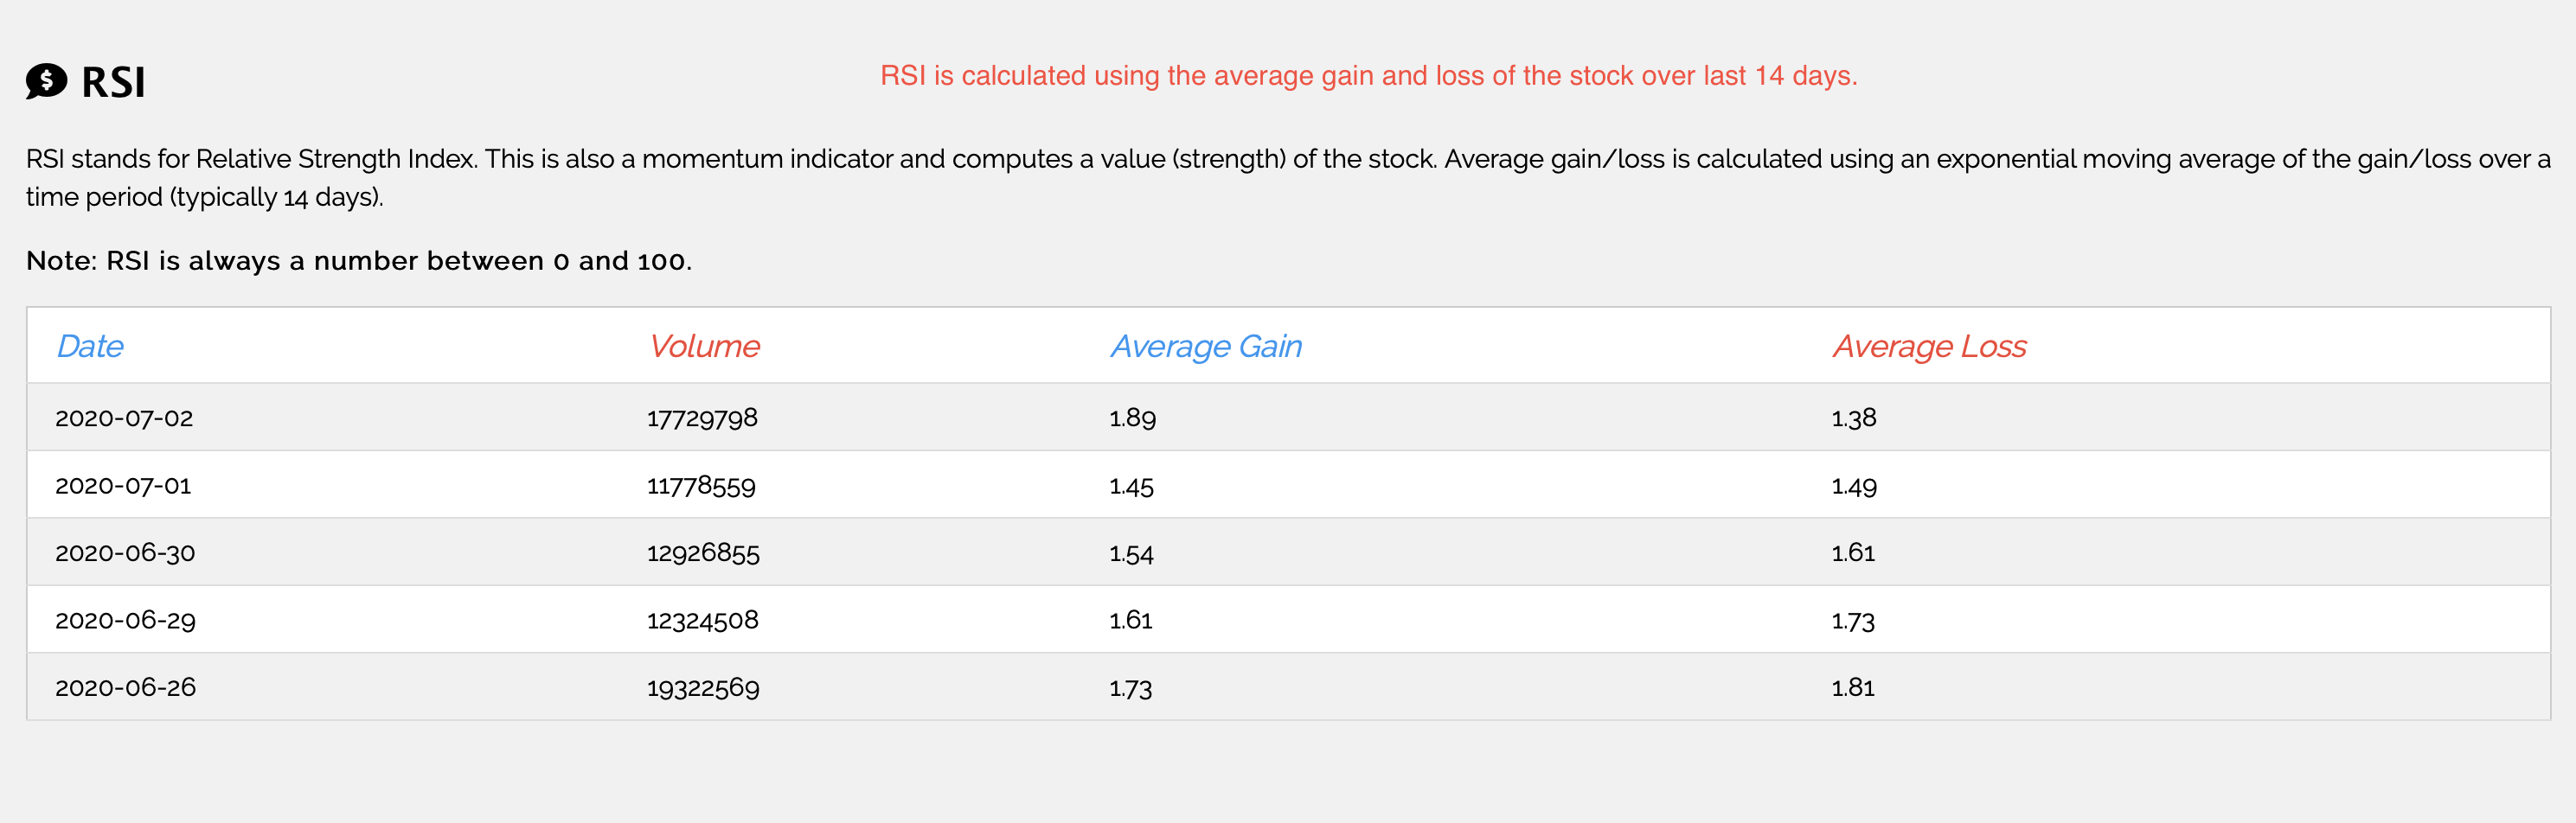 RSI
RSI is calculated using the average gain and loss of the stock over last 14 days.
RSI stands for Relative Strength Index. This is also a momentum indicator and computes a value (strength) of the stock. Average gain/loss is calculated using an exponential moving average of the gain/loss over a
time period (typically 14 days).
Note: RSI is always a number between 0 and 100.
Date Volume Average Gain Average Loss
2020-07-02 17729798 1.89 1.38
2020-07-01 11778559 1.45 1.49
2020-06-30 12926855 1.54 1.61
2020-06-29 12324508 1.61 1.73
2020-06-26 19322569 1.73 1.81